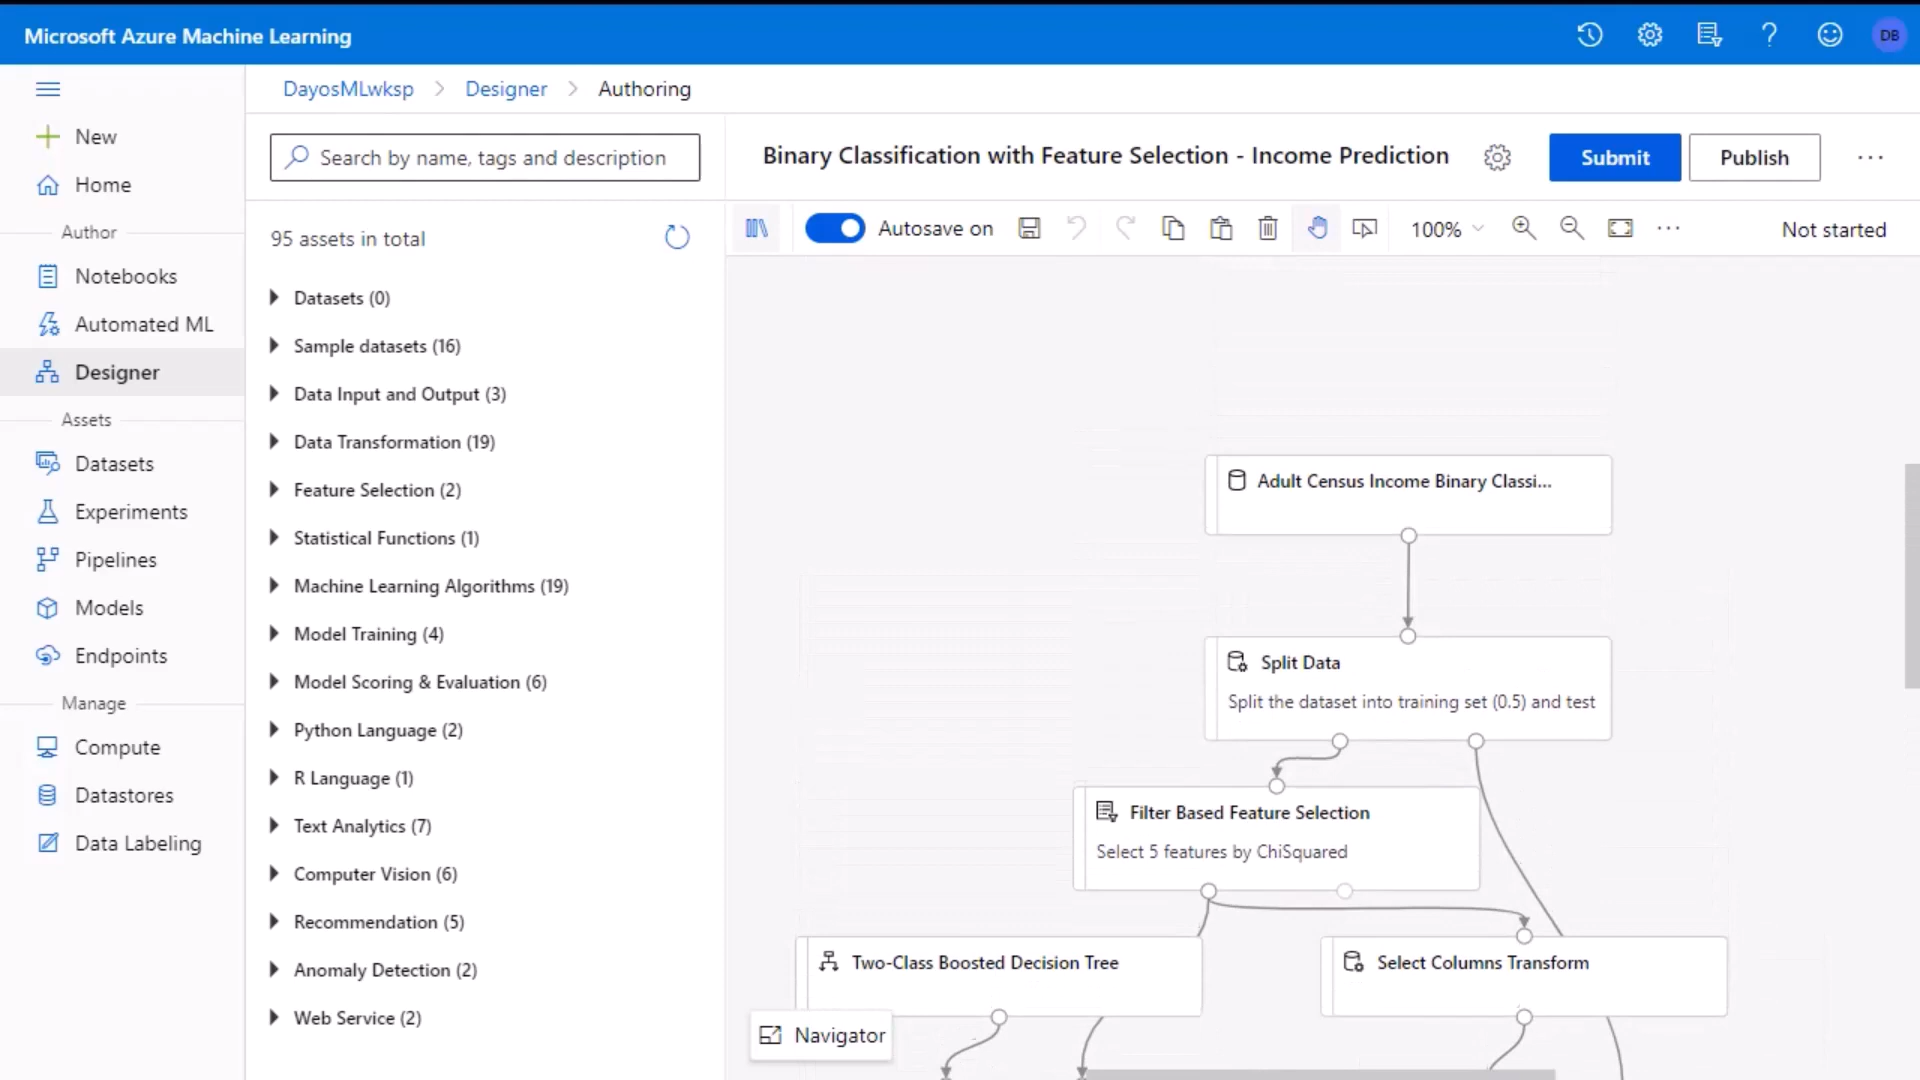 Microsoft Azure Machine Learning
DB
DayosMLwksp > Designer > Authoring
New
Home
Author
Notebooks
Automated ML
Designer
Assets
Datasets
Experiments
Pipelines
Models
Endpoints
Manage
Compute
Datastores
Data Labeling
Search by name, tags and description
95 assets in total
Datasets (0)
Sample datasets (16)
Data Input and Output (3)
Data Transformation (19)
Feature Selection (2)
Statistical Functions (1)
Machine Learning Algorithms (19)
Model Training (4)
Model Scoring & Evaluation (6)
Python Language (2)
R Language (1)
Text Analytics (7)
Computer Vision (6)
Recommendation (5)
Anomaly Detection (2)
Web Service (2)
Binary Classification with Feature Selection - Income Prediction
Submit
Publish
Autosave on
100%
Not started
Adult Census Income Binary Classi...
Split Data
Split the dataset into training set (0.5) and test
Filter Based Feature Selection
Select 5 features by ChiSquared
Two-Class Boosted Decision Tree
Select Columns Transform
Navigator